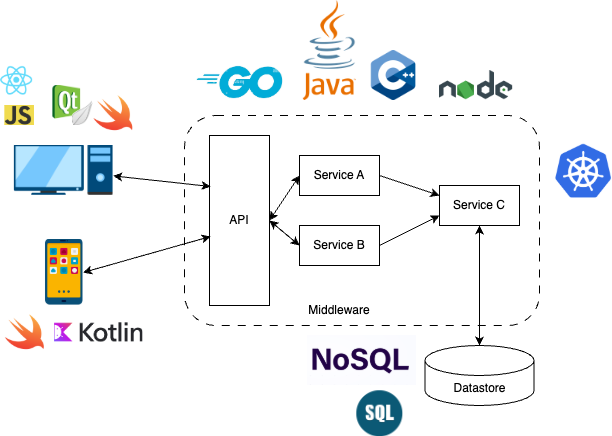 GO
Java
C++
node
JS
Qt
Service A
API
Service C
Service B
Middleware
Kotlin
NoSQL
Datastore
SQL